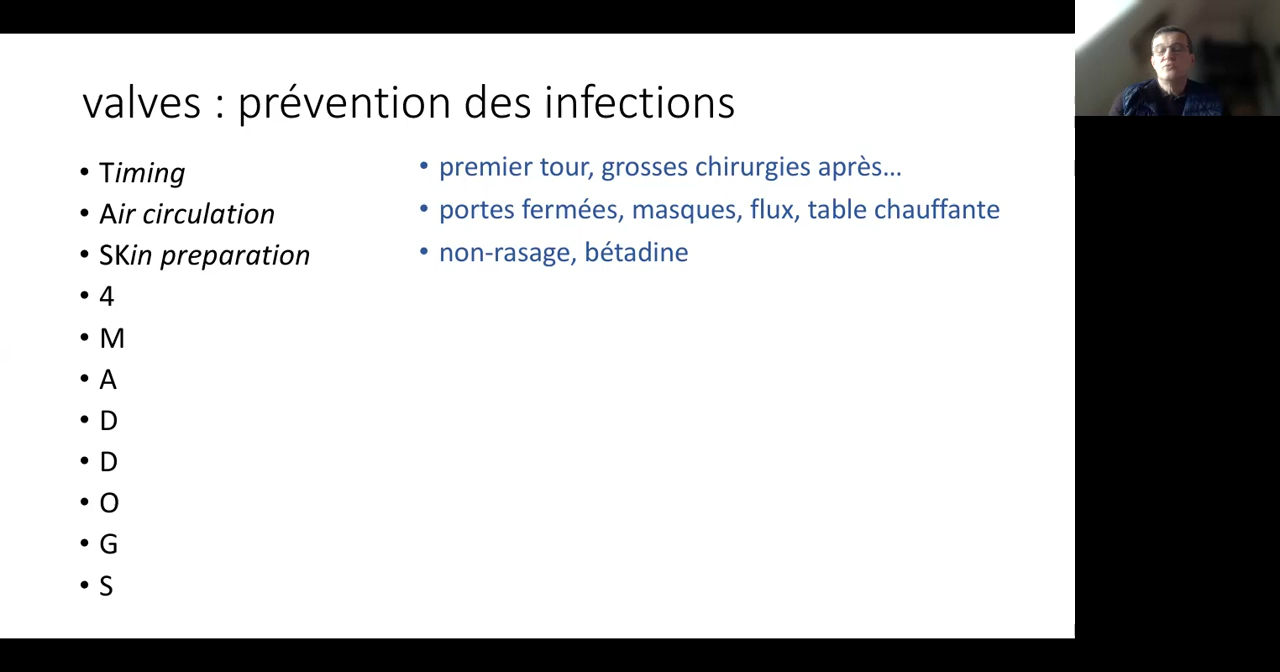 valves : prévention des infections
• Timing
• Air circulation
• SKin preparation
• 4
• M
• A
• D
• D
• O
• G
• S
• premier tour, grosses chirurgies après...
• portes fermées, masques, flux, table chauffante
• non-rasage, bétadine